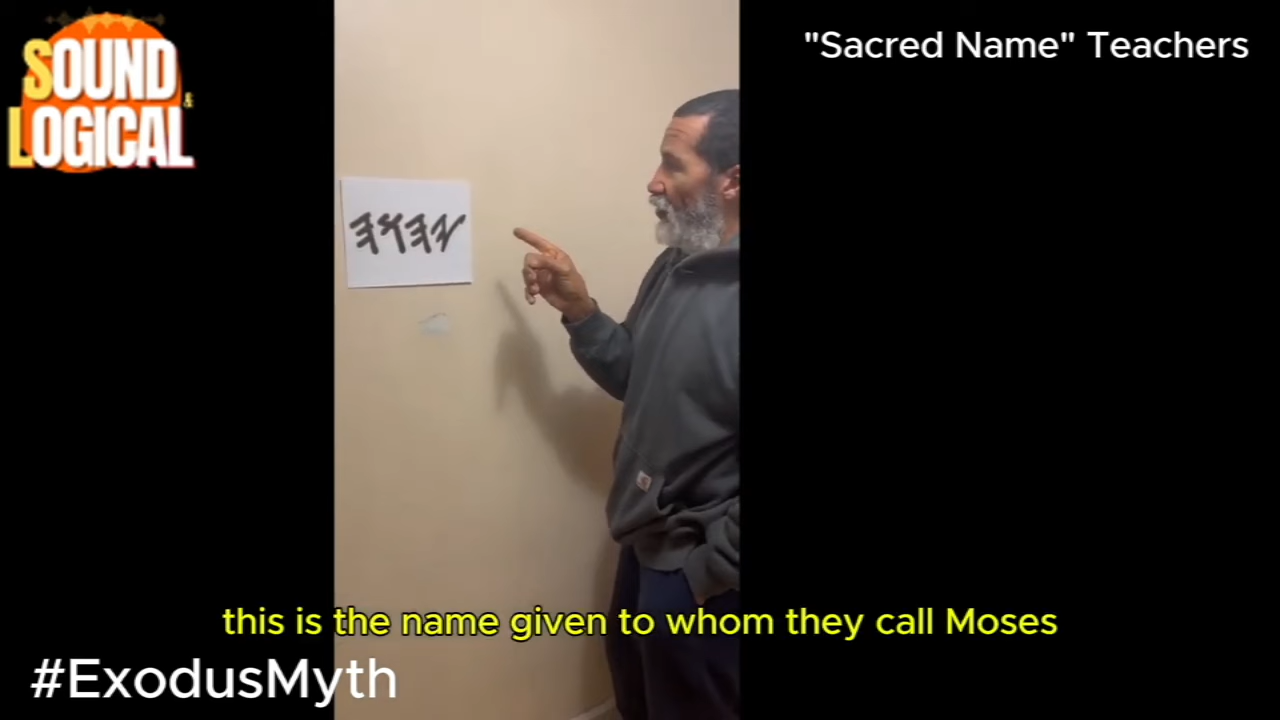 SOUND &
LOGICAL
"Sacred Name" Teachers
𐤉𐤄𐤅𐤄
this is the name given to whom they call Moses
#ExodusMyth